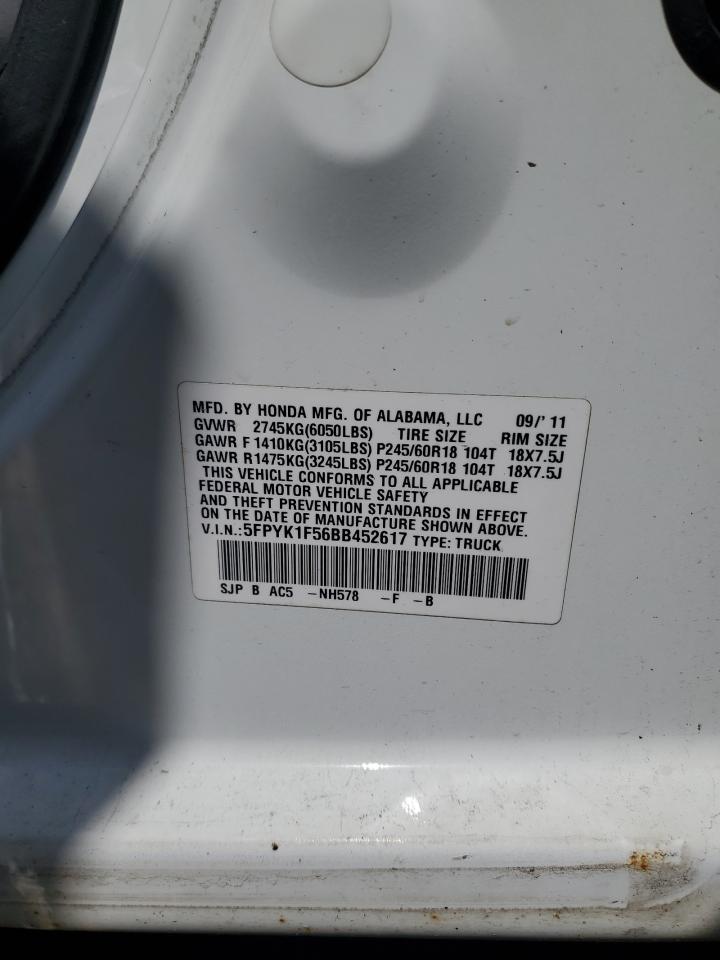 MFD. BY HONDA MFG. OF ALABAMA, LLC 09/'11
GVWR 2745KG(6050LBS) TIRE SIZE RIM SIZE
GAWR F 1410KG(3105LBS) P245/60R18 104T 18X7.5J
GAWR R1475KG(3245LBS) P245/60R18 104T 18X7.5J
THIS VEHICLE CONFORMS TO ALL APPLICABLE
FEDERAL MOTOR VEHICLE SAFETY
AND THEFT PREVENTION STANDARDS IN EFFECT
ON THE DATE OF MANUFACTURE SHOWN ABOVE.
V.I.N.:5FPYK1F56BB452617 TYPE: TRUCK
SJP B AC5 -NH578 -F -B